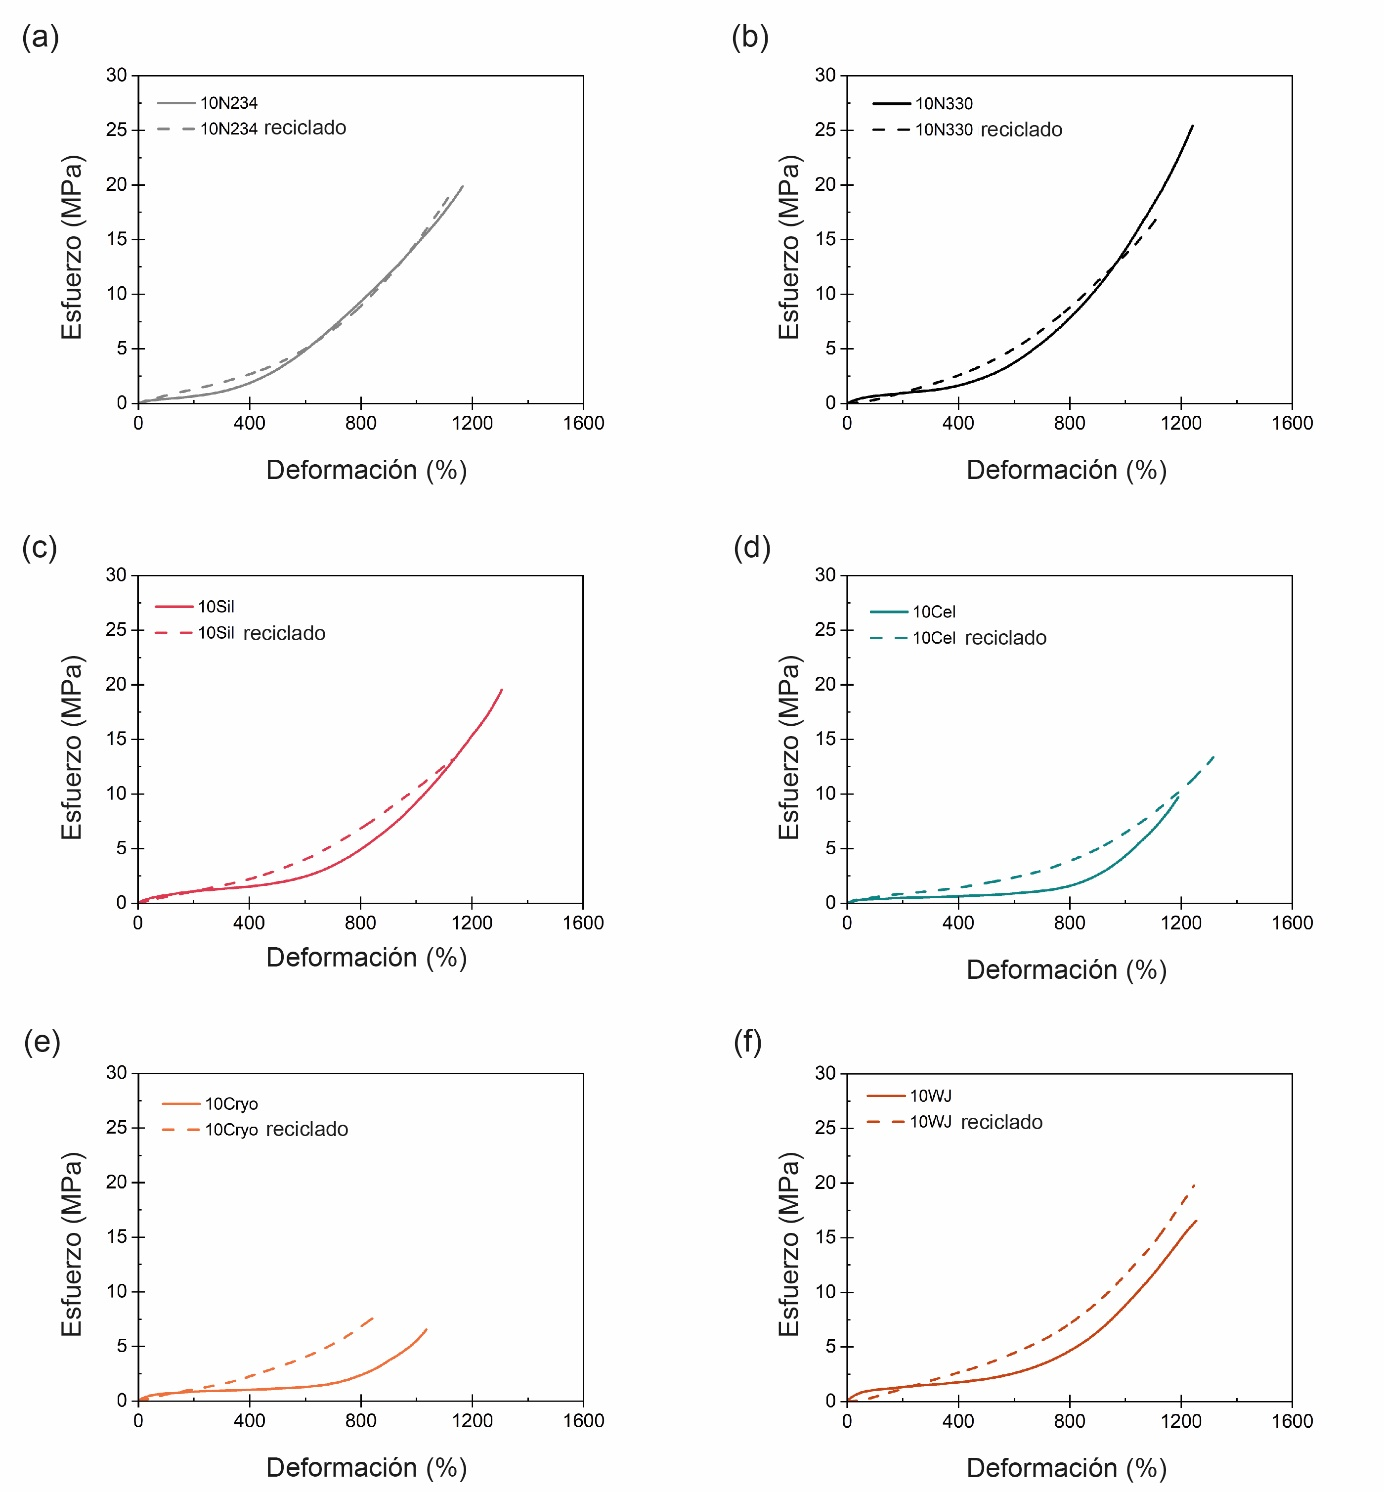 (a)
30
25
20
15
10
5
0
10N234
10N234 reciclado
Esfuerzo (MPa)
0 400 800 1200 1600
Deformación (%)
(b)
30
25
20
15
10
5
0
10N330
10N330 reciclado
Esfuerzo (MPa)
0 400 800 1200 1600
Deformación (%)
(c)
30
25
20
15
10
5
0
10Sil
10Sil reciclado
Esfuerzo (MPa)
0 400 800 1200 1600
Deformación (%)
(d)
30
25
20
15
10
5
0
10Cel
10Cel reciclado
Esfuerzo (MPa)
0 400 800 1200 1600
Deformación (%)
(e)
30
25
20
15
10
5
0
10Cryo
10Cryo reciclado
Esfuerzo (MPa)
0 400 800 1200 1600
Deformación (%)
(f)
30
25
20
15
10
5
0
10WJ
10WJ reciclado
Esfuerzo (MPa)
0 400 800 1200 1600
Deformación (%)